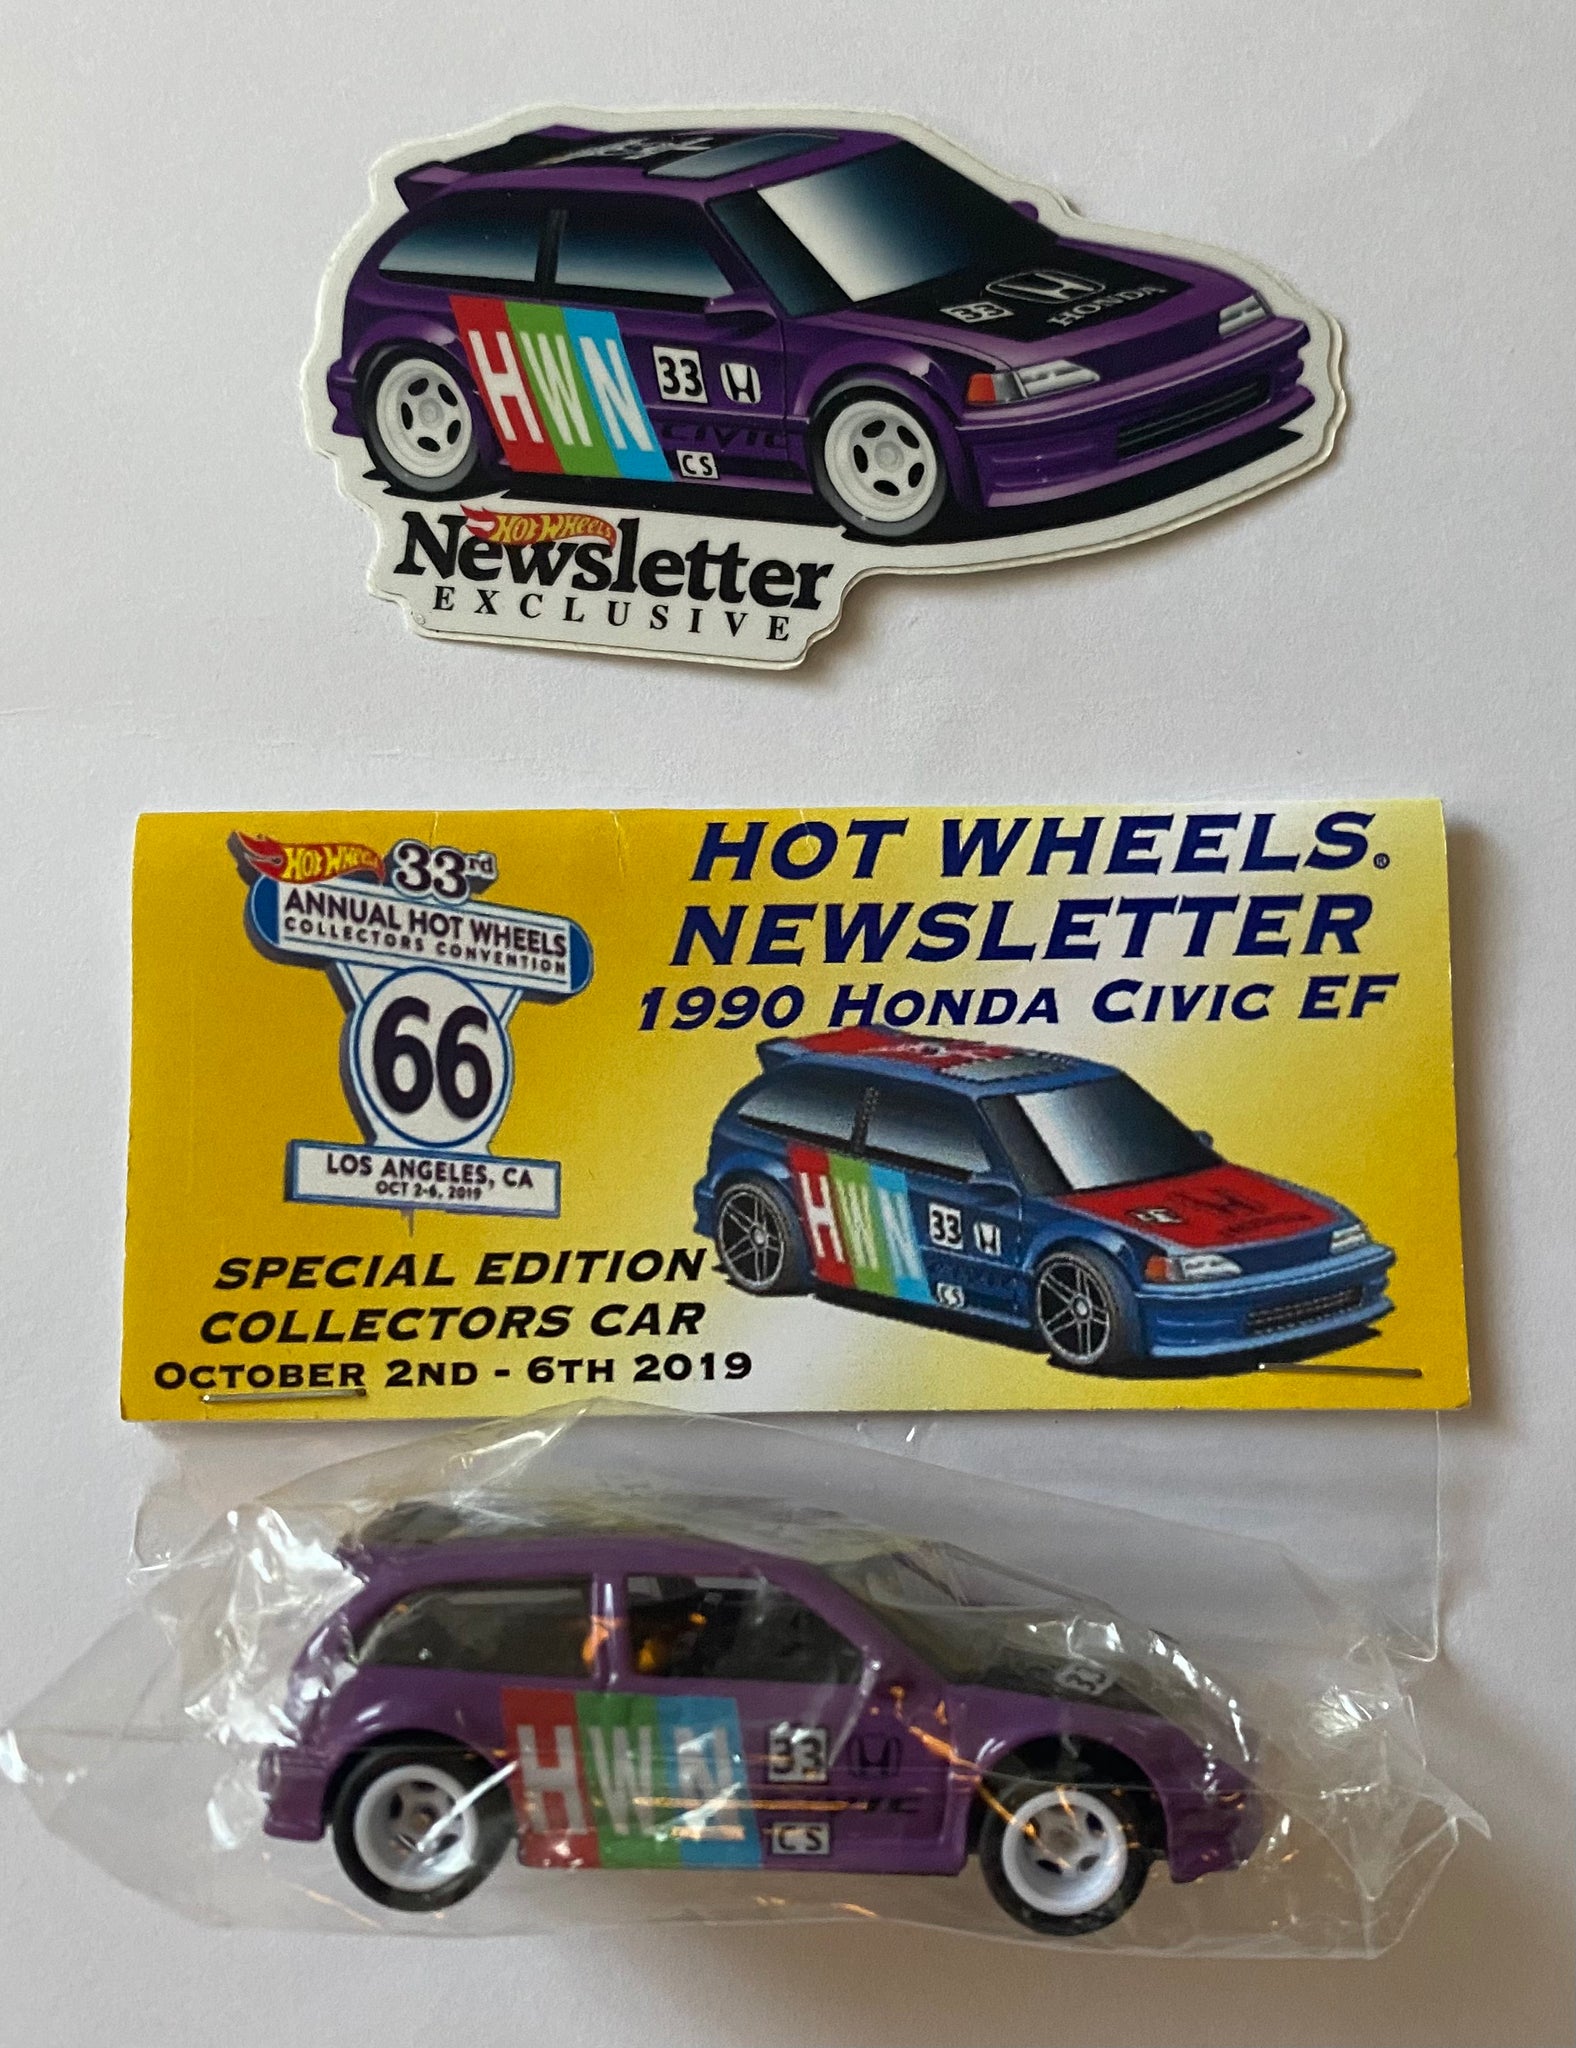 HWN
33
CIVIC
CS
33
HONDA
HOT WHEELS
Newsletter
EXCLUSIVE
HOT WHEELS
33rd
ANNUAL HOT WHEELS
COLLECTORS CONVENTION
66
LOS ANGELES, CA
OCT 2-6, 2019
HOT WHEELS®
NEWSLETTER
1990 HONDA CIVIC EF
HWN
33
CS
SPECIAL EDITION
COLLECTORS CAR
OCTOBER 2ND - 6TH 2019
HWN
33
CS
33